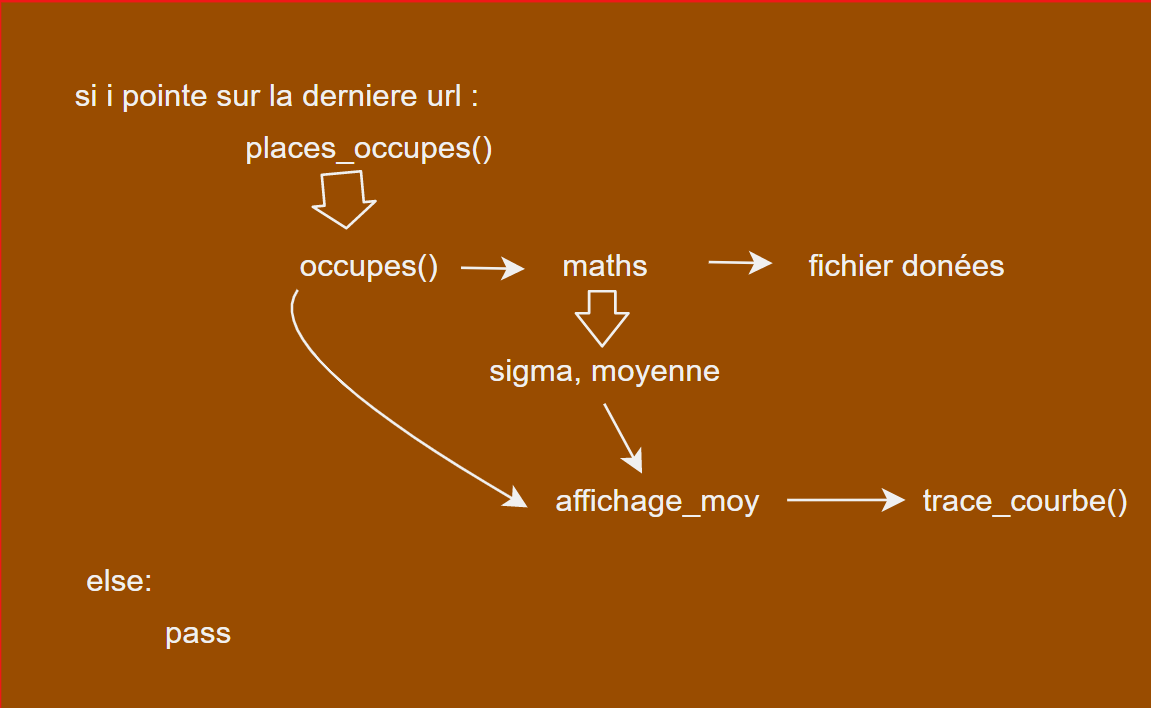 si i pointe sur la derniere url :
places_occupes()
occupes() maths fichier donées
sigma, moyenne
affichage_moy trace_courbe()
else:
pass